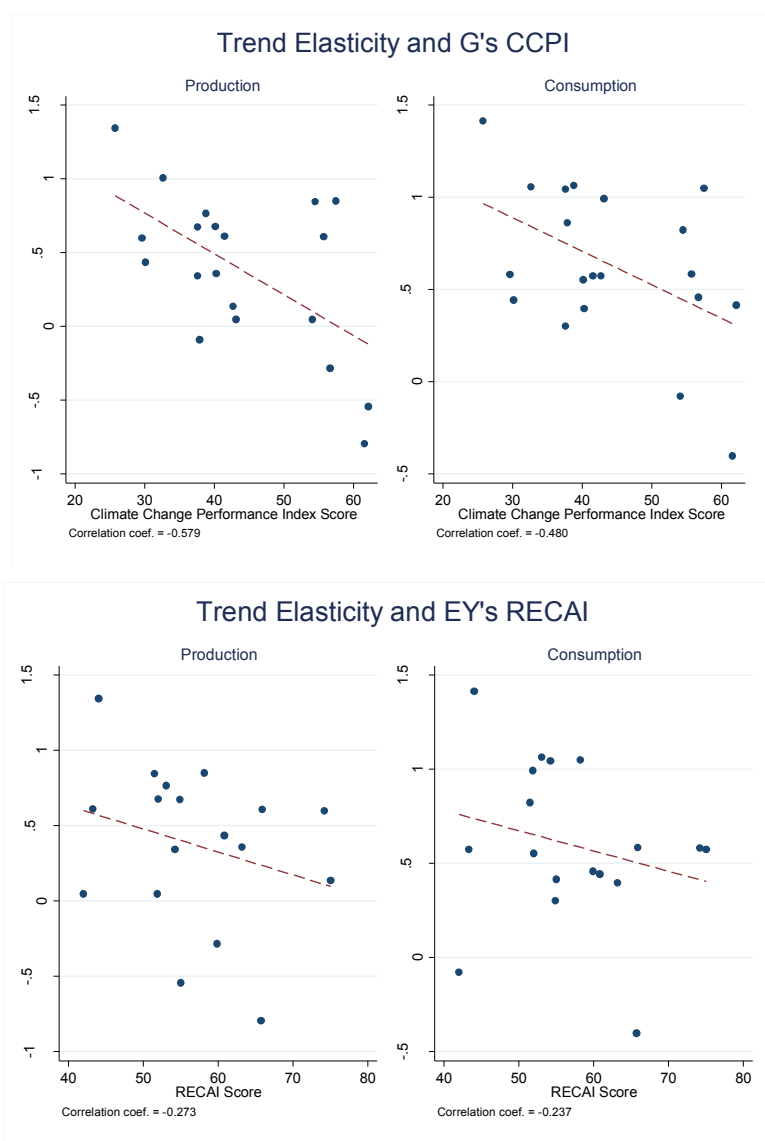 Trend Elasticity and G's CCPI
Production
Consumption
1.5
1
.5
0
-.5
-1
20 30 40 50 60
Climate Change Performance Index Score
Correlation coef. = -0.579
1.5
1
.5
0
-.5
20 30 40 50 60
Climate Change Performance Index Score
Correlation coef. = -0.480
Trend Elasticity and EY's RECAI
Production
Consumption
1.5
1
.5
0
-.5
-1
40 50 60 70 80
RECAI Score
Correlation coef. = -0.273
1.5
1
.5
0
-.5
40 50 60 70 80
RECAI Score
Correlation coef. = -0.237